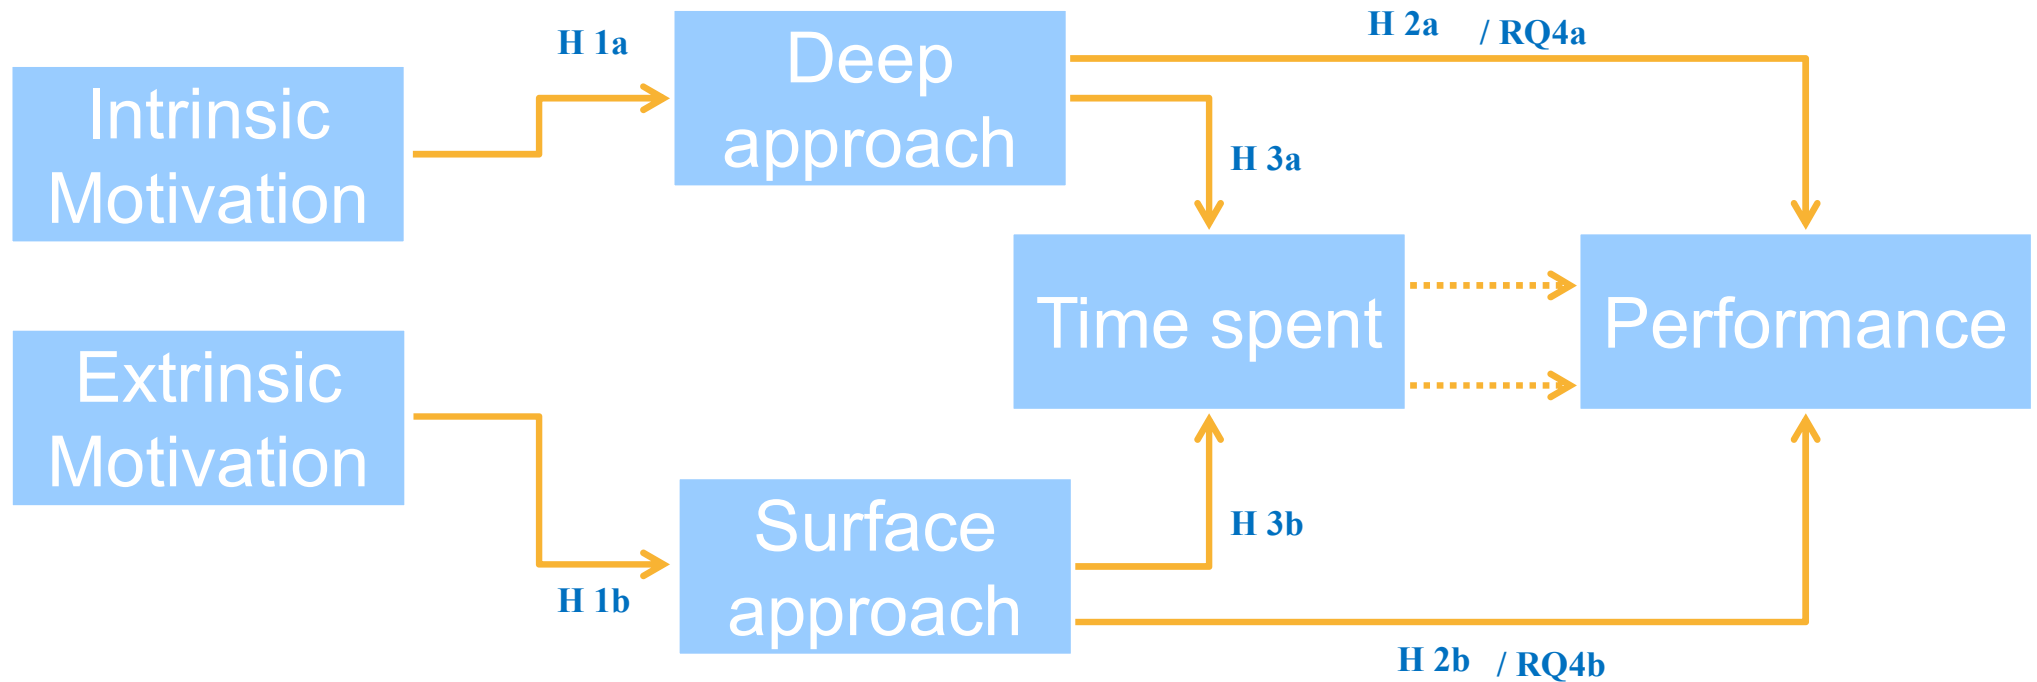 H 1a
Deep
approach
H 2a / RQ4a
Intrinsic
Motivation
H 3a
Time spent
Performance
Extrinsic
Motivation
H 1b
Surface
approach
H 3b
H 2b / RQ4b